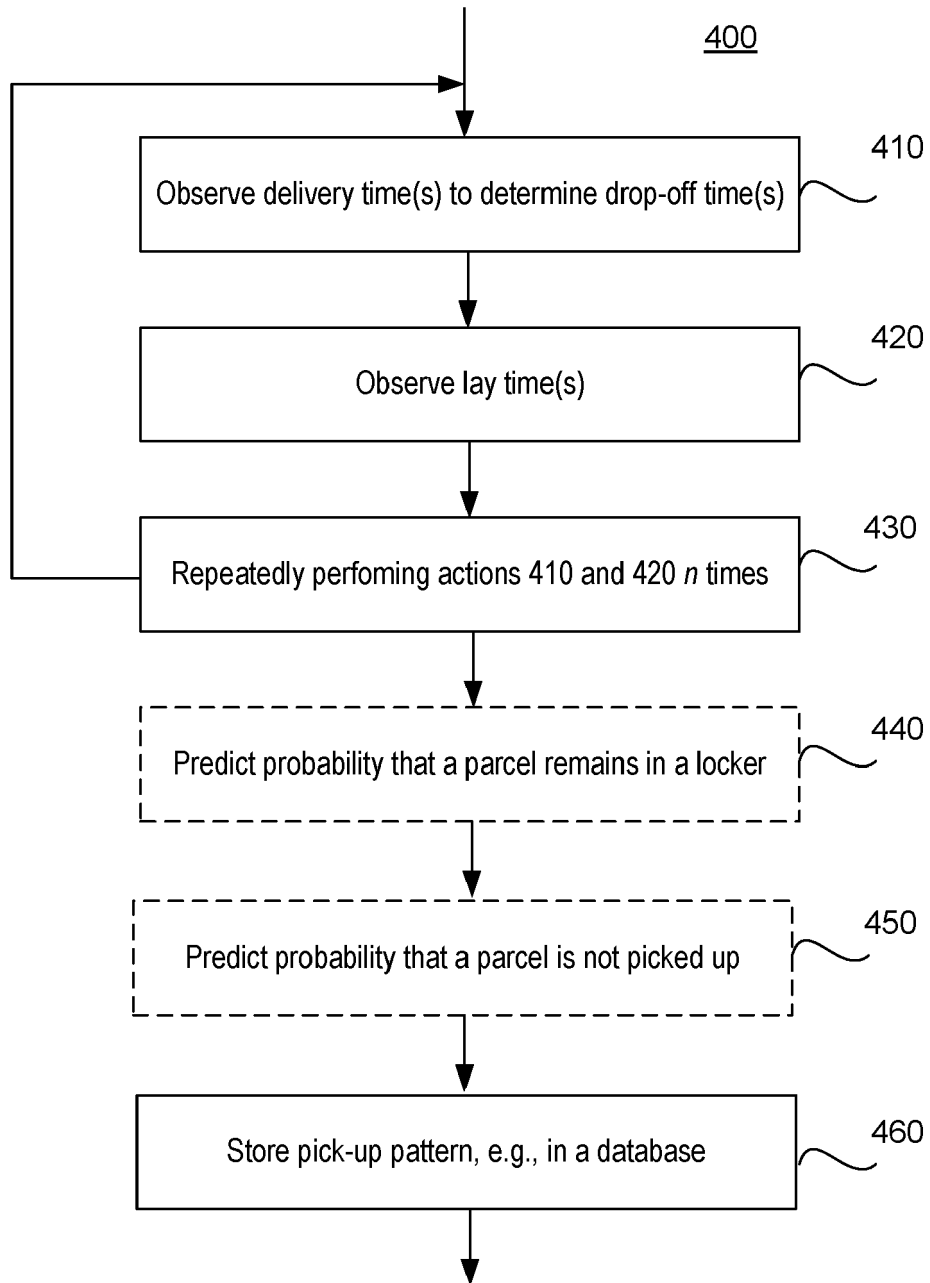 400
410
Observe delivery time(s) to determine drop-off time(s)
420
Observe lay time(s)
430
Repeatedly perfoming actions 410 and 420 n times
440
Predict probability that a parcel remains in a locker
450
Predict probability that a parcel is not picked up
460
Store pick-up pattern, e.g., in a database